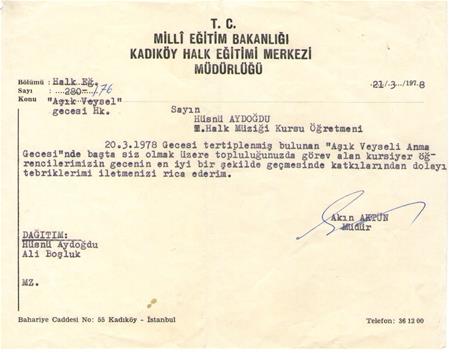 T. C.
MİLLÎ EĞİTİM BAKANLIĞI
KADIKÖY HALK EĞİTİMİ MERKEZİ
MÜDÜRLÜĞÜ
Bölümü : Halk Eğ.
Sayı : ....280-/76
21/3/1978
Konu "Aşık Veysel"
gecesi Hk.
Sayın
Hüsnü AYDOĞDU
T.Halk Müziği Kursu Öğretmeni
20.3.1978 Gecesi tertiplenmiş bulunan "Aşık Veyseli Anma
Gecesi"nde başta siz olmak üzere topluluğunuzda görev alan kursiyer öğ-
rencilerimizin gecenin en iyi bir şekilde geçmesinde katkılarından dolayı
tebriklerimi iletmenizi rica ederim.
Akın AKTÜN
Müdür
DAĞITIM:
Hüsnü Aydoğdu
Ali Boşluk
MZ.
Bahariye Caddesi No: 55 Kadıköy - İstanbul
Telefon: 36 12 00